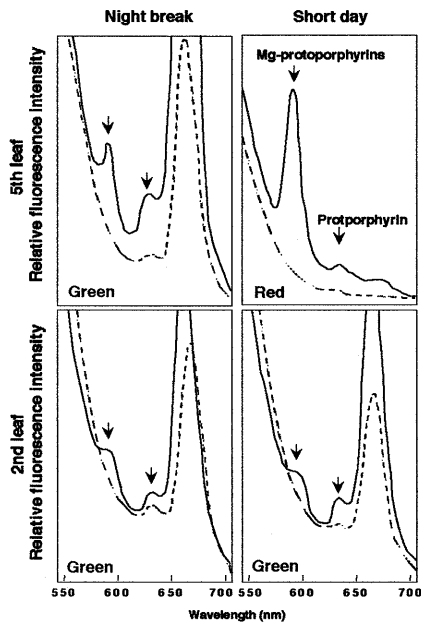 Night break
Short day
5th leaf
Relative fluorescence intensity
Mg-protoporphyrins
Protporphyrin
Green
Red
2nd leaf
Relative fluorescence intensity
Green
Green
550 600 650 700
550 600 650 700
Wavelength (nm)